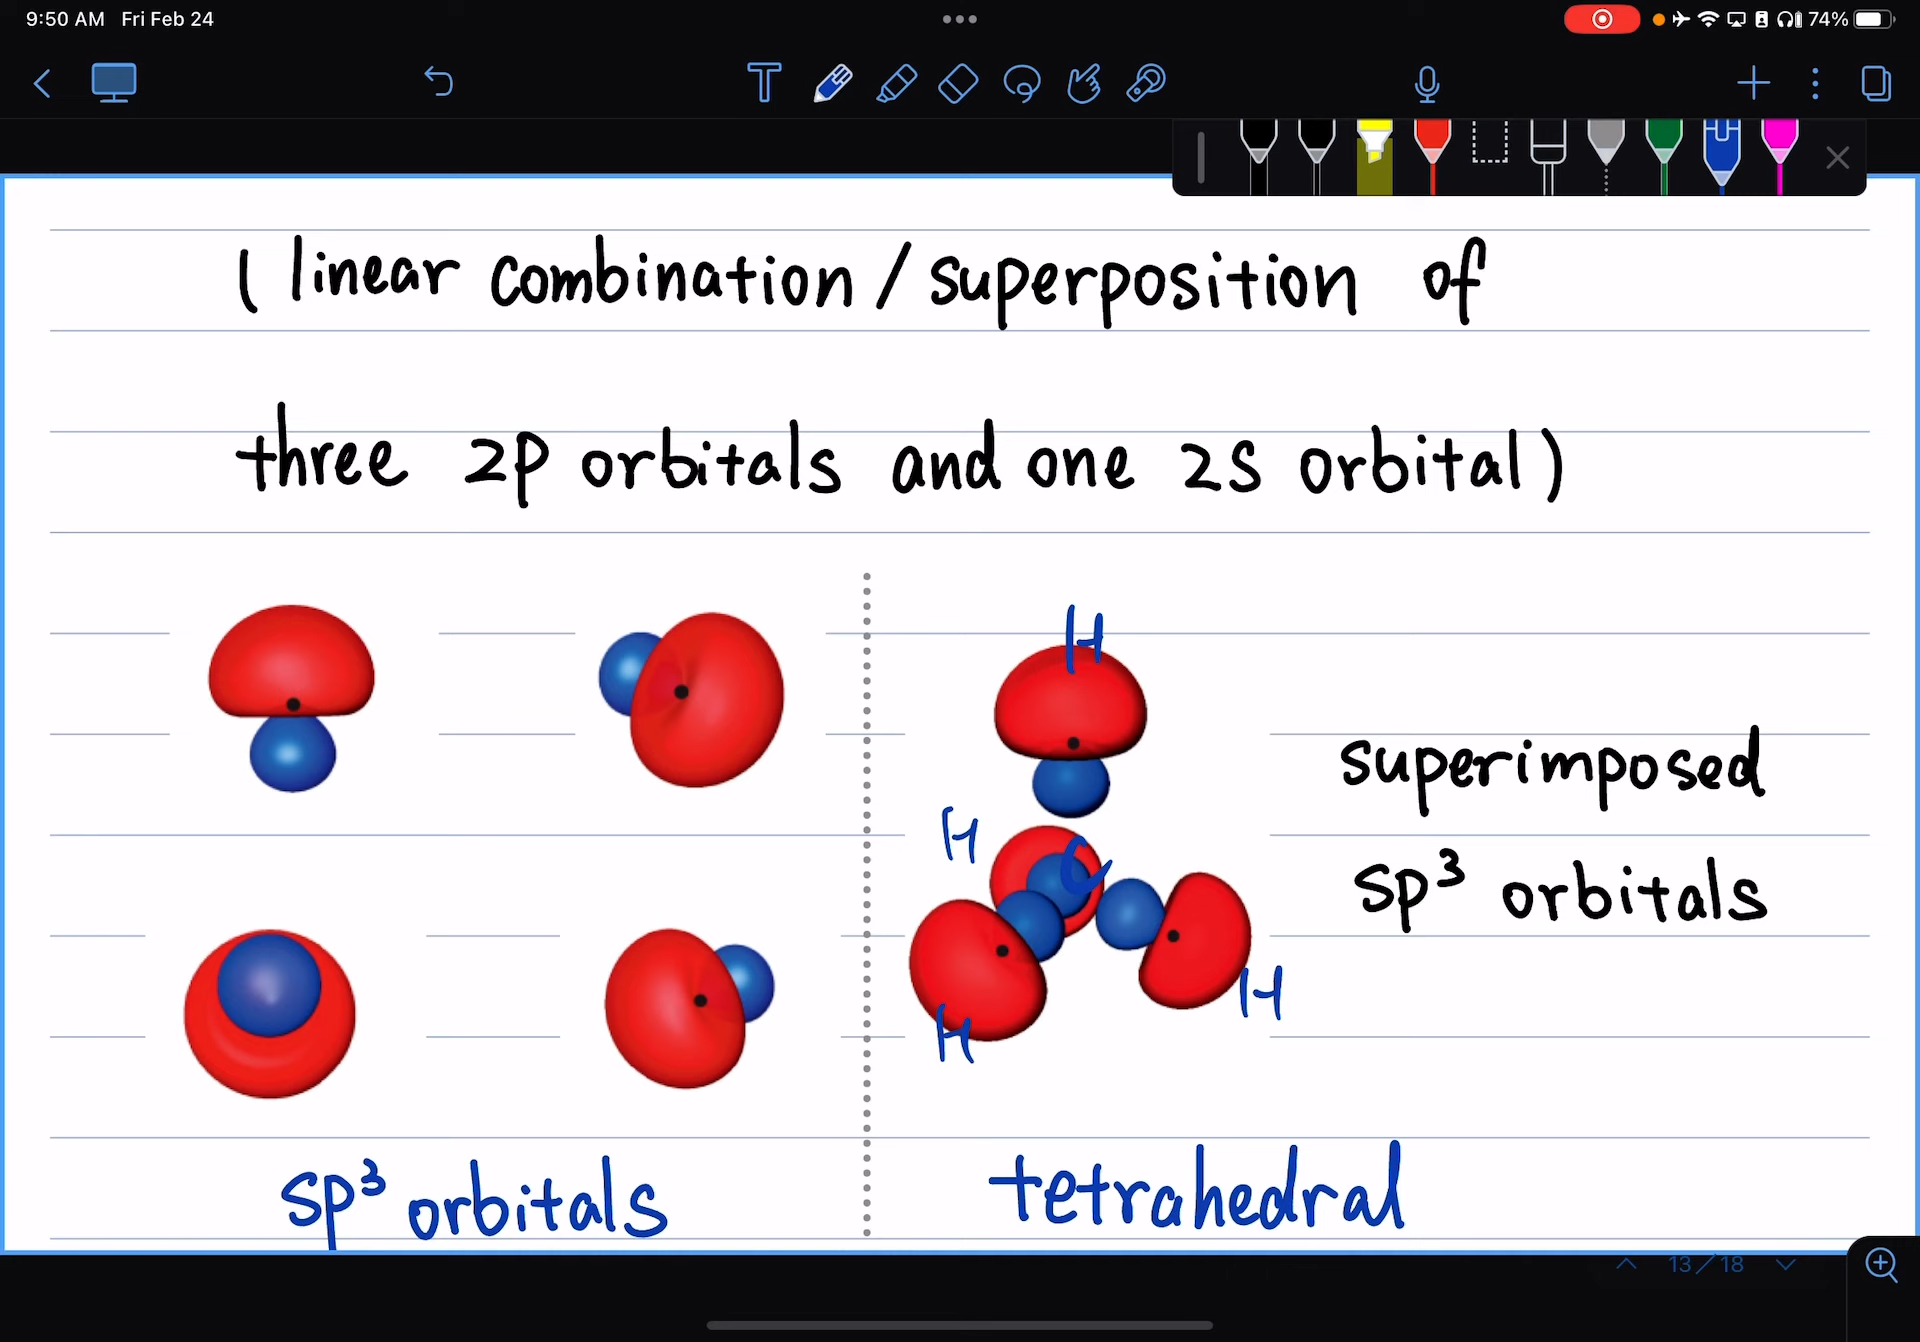 9:50 AM Fri Feb 24
74%
(linear combination / superposition of
three 2p orbitals and one 2s orbital)
H
H
C
H
H
superimposed
sp³ orbitals
sp³ orbitals
tetrahedral
13/18